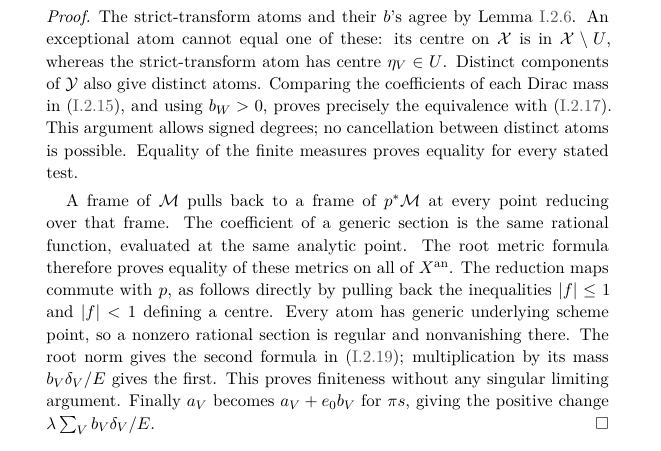 Proof. The strict-transform atoms and their b's agree by Lemma I.2.6. An
exceptional atom cannot equal one of these: its centre on 𝒳 is in 𝒳 \ U,
whereas the strict-transform atom has centre η_V ∈ U. Distinct components
of 𝒴 also give distinct atoms. Comparing the coefficients of each Dirac mass
in (I.2.15), and using b_W > 0, proves precisely the equivalence with (I.2.17).
This argument allows signed degrees; no cancellation between distinct atoms
is possible. Equality of the finite measures proves equality for every stated
test.
A frame of ℳ pulls back to a frame of p*ℳ at every point reducing
over that frame. The coefficient of a generic section is the same rational
function, evaluated at the same analytic point. The root metric formula
therefore proves equality of these metrics on all of X^an. The reduction maps
commute with p, as follows directly by pulling back the inequalities |f| ≤ 1
and |f| < 1 defining a centre. Every atom has generic underlying scheme
point, so a nonzero rational section is regular and nonvanishing there. The
root norm gives the second formula in (I.2.19); multiplication by its mass
b_V δ_V /E gives the first. This proves finiteness without any singular limiting
argument. Finally a_V becomes a_V + e_0 b_V for πs, giving the positive change
λ ∑_V b_V δ_V /E. □